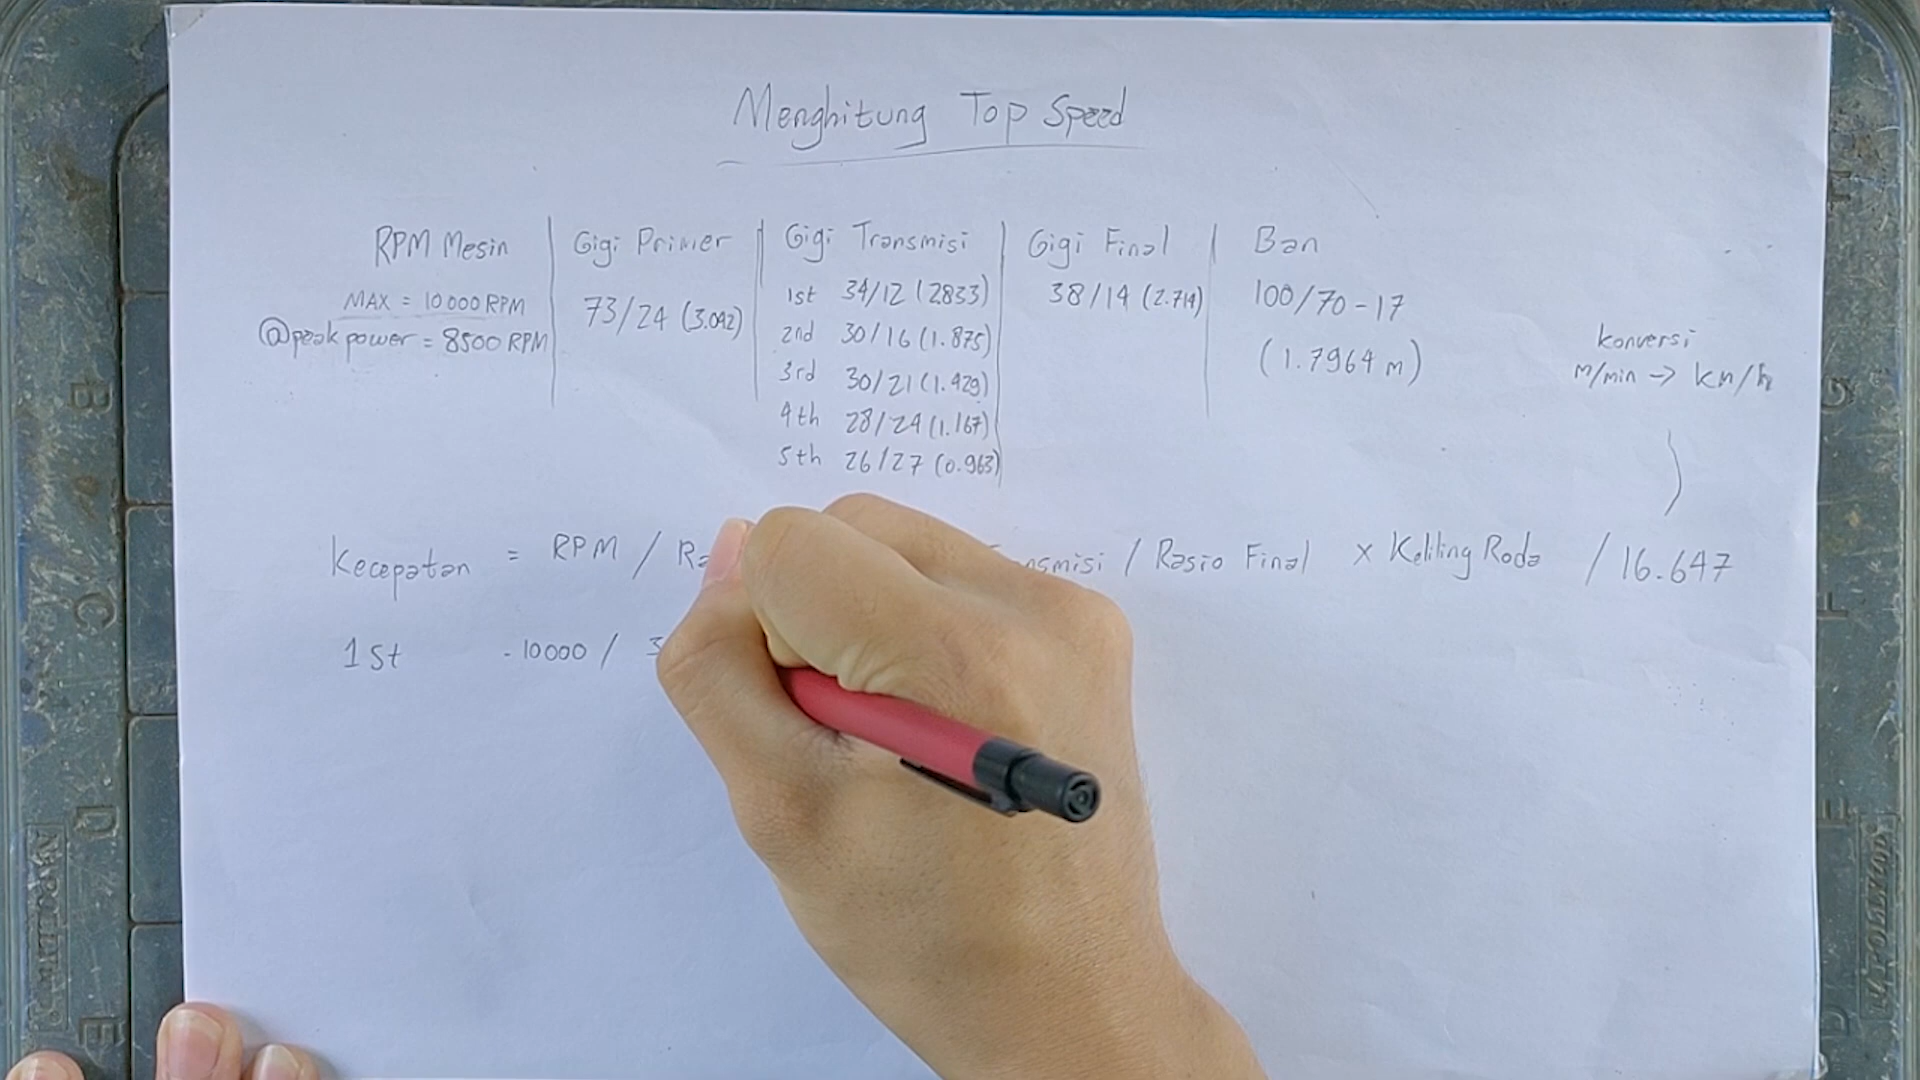 Menghitung Top Speed
RPM Mesin
MAX = 10000 RPM
@peak power = 8500 RPM
Gigi Primer
73/24 (3.042)
Gigi Transmisi
1st 34/12 (2833)
2nd 30/16 (1.875)
3rd 30/21 (1.429)
4th 28/24 (1.167)
5th 26/27 (0.963)
Gigi Final
38/14 (2.714)
Ban
100/70-17
(1.7964 m)
konversi
m/min -> km/h
Kecepatan = RPM / Ra nsmisi / Rasio Final x Keliling Roda / 16.647
1st 10000 / 3
A
B
C
D
E